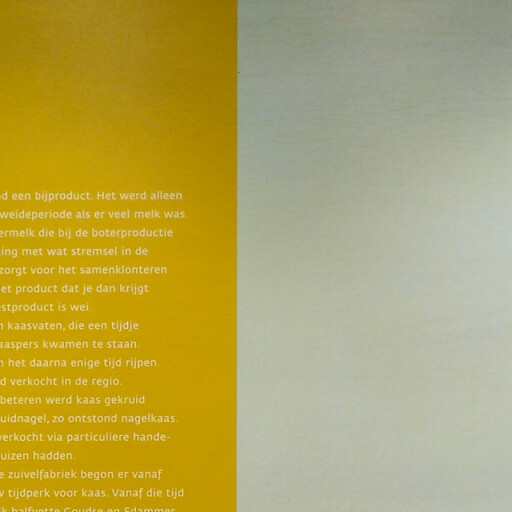 een bijproduct. Het werd alleen
weideperiode als er veel melk was.
ermelk die bij de boterproductie
ing met wat stremsel in de
zorgt voor het samenklonteren
et product dat je dan krijgt
stproduct is wei.
kaasvaten, die een tijdje
aaspers kwamen te staan.
het daarna enige tijd rijpen.
d verkocht in de regio.
beteren werd kaas gekruid
uidnagel, zo ontstond nagelkaas.
verkocht via particuliere hande-
uizen hadden.
e zuivelfabriek begon er vanaf
tijdperk voor kaas. Vanaf die tijd
k halfvette Goudse en Edammer